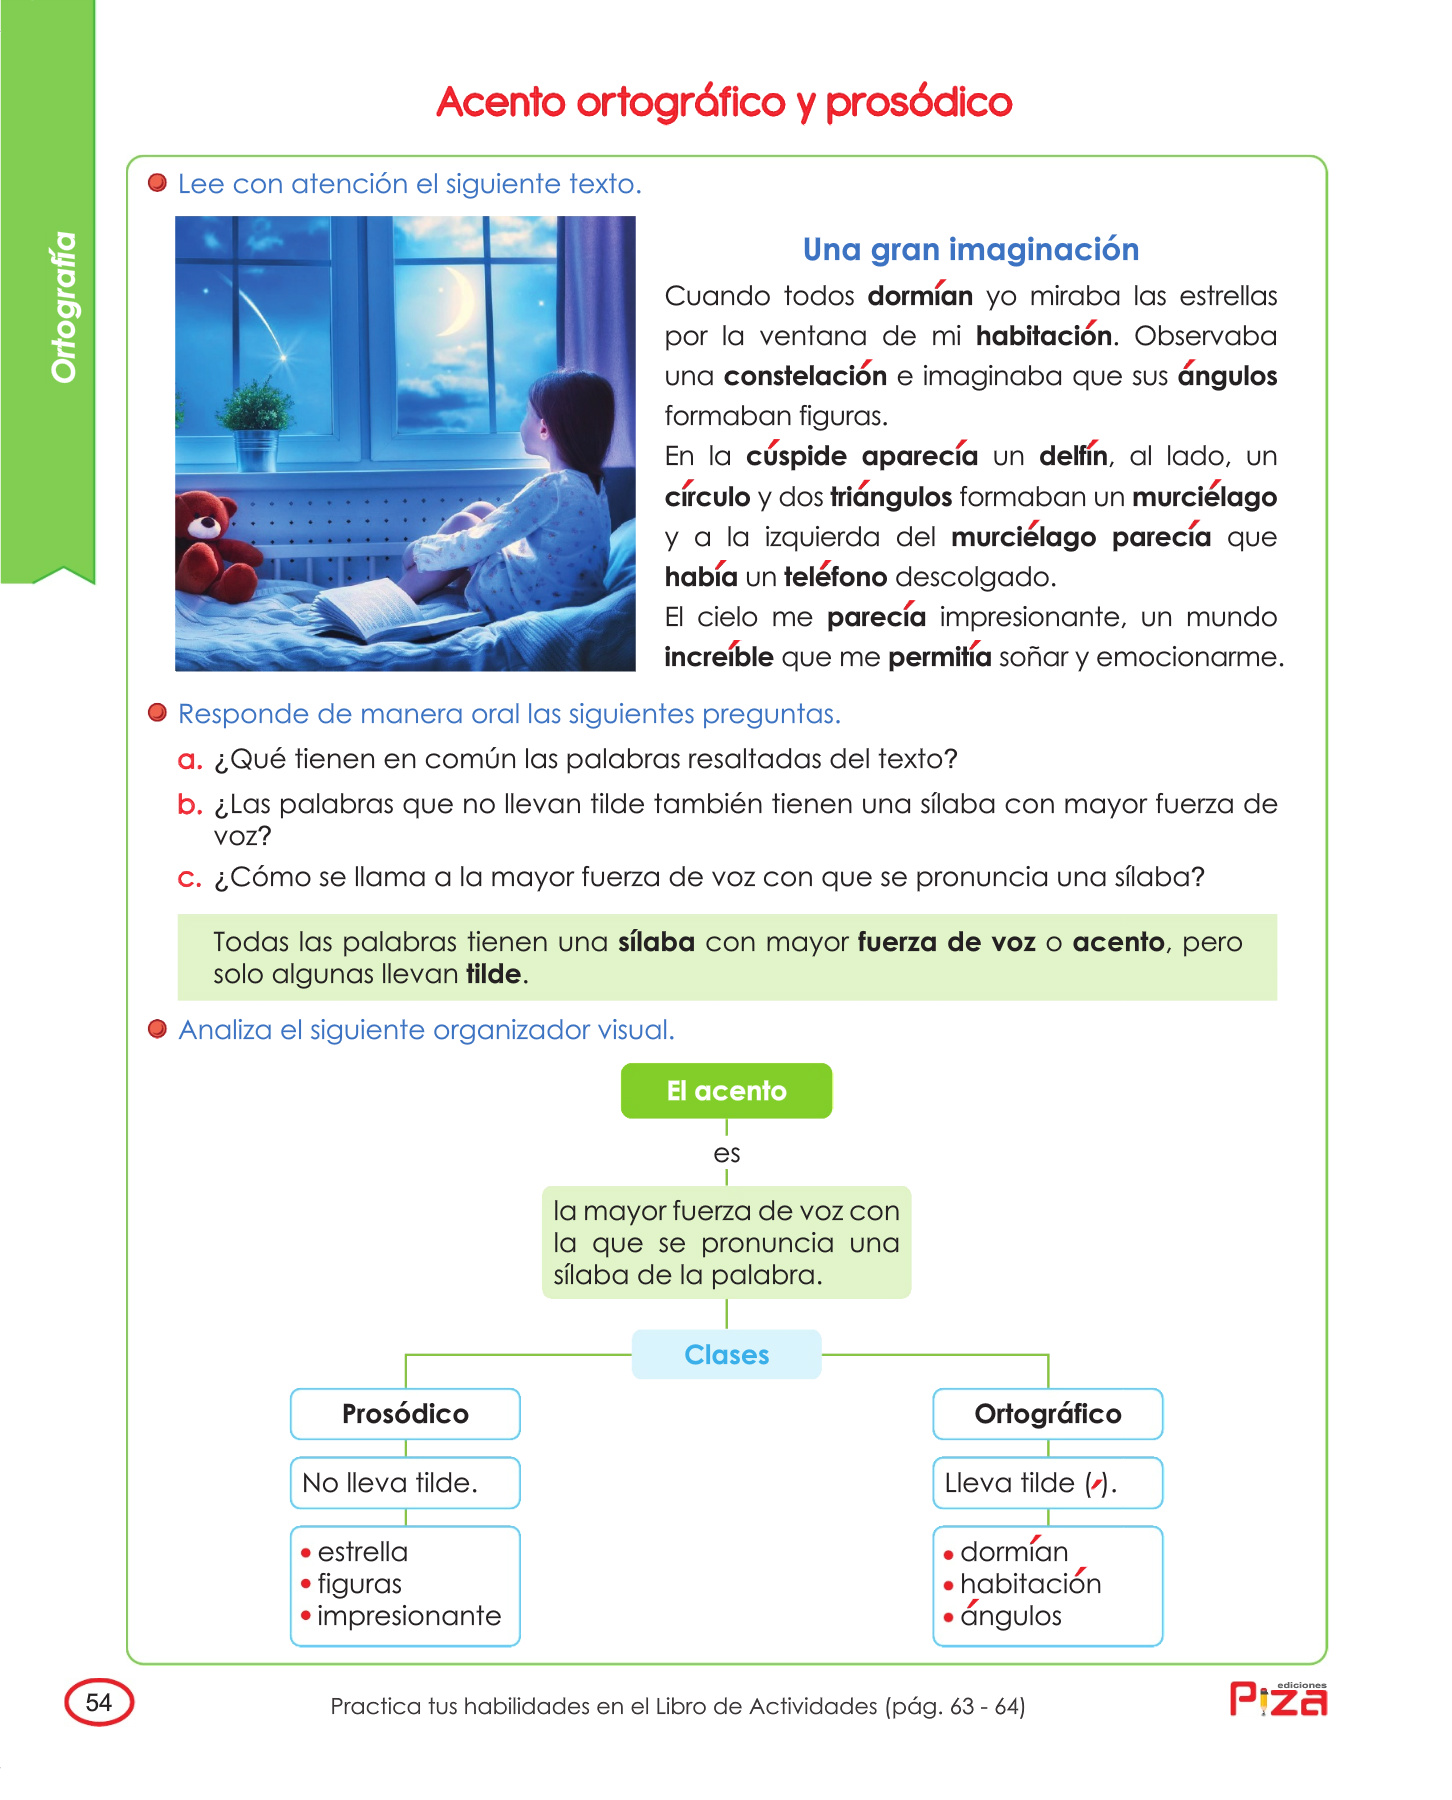 Ortografía
Acento ortográfico y prosódico
Lee con atención el siguiente texto.
Una gran imaginación
Cuando todos dormían yo miraba las estrellas
por la ventana de mi habitación. Observaba
una constelación e imaginaba que sus ángulos
formaban figuras.
En la cúspide aparecía un delfín, al lado, un
círculo y dos triángulos formaban un murciélago
y a la izquierda del murciélago parecía que
había un teléfono descolgado.
El cielo me parecía impresionante, un mundo
increíble que me permitía soñar y emocionarme.
Responde de manera oral las siguientes preguntas.
a. ¿Qué tienen en común las palabras resaltadas del texto?
b. ¿Las palabras que no llevan tilde también tienen una sílaba con mayor fuerza de
voz?
c. ¿Cómo se llama a la mayor fuerza de voz con que se pronuncia una sílaba?
Todas las palabras tienen una sílaba con mayor fuerza de voz o acento, pero
solo algunas llevan tilde.
Analiza el siguiente organizador visual.
El acento
es
la mayor fuerza de voz con
la que se pronuncia una
sílaba de la palabra.
Clases
Prosódico
No lleva tilde.
• estrella
• figuras
• impresionante
Ortográfico
Lleva tilde (´).
• dormían
• habitación
• ángulos
54
Practica tus habilidades en el Libro de Actividades (pág. 63 - 64)
ediciones
Piza